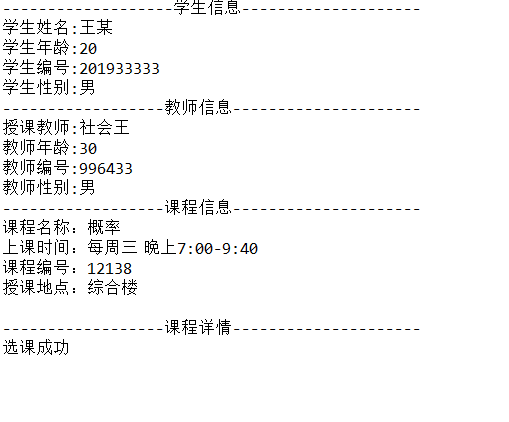 -------------------学生信息--------------------
学生姓名:王某
学生年龄:20
学生编号:201933333
学生性别:男
------------------教师信息---------------------
授课教师:社会王
教师年龄:30
教师编号:996433
教师性别:男
------------------课程信息---------------------
课程名称：概率
上课时间：每周三 晚上7:00-9:40
课程编号：12138
授课地点：综合楼
------------------课程详情---------------------
选课成功